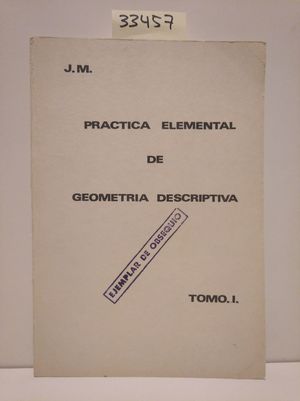 33457
J.M.
PRACTICA ELEMENTAL
DE
GEOMETRIA DESCRIPTIVA
EJEMPLAR DE OBSEQUIO
TOMO.I.